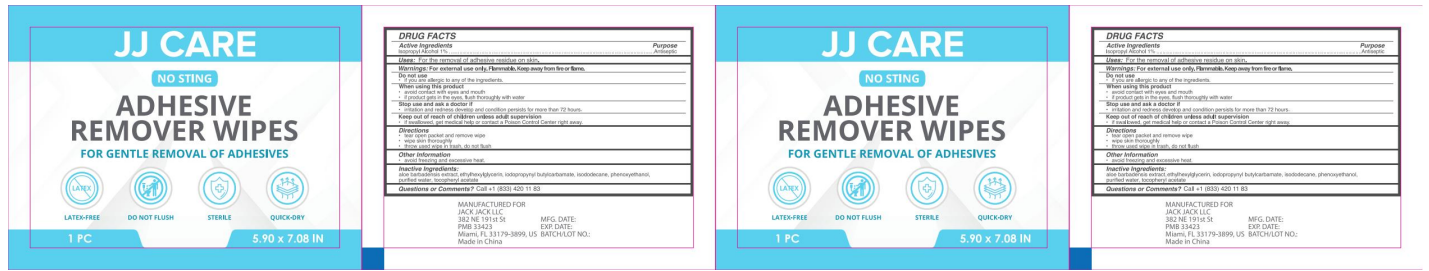 JJ CARE
NO STING
ADHESIVE
REMOVER WIPES
FOR GENTLE REMOVAL OF ADHESIVES
LATEX
LATEX-FREE DO NOT FLUSH STERILE QUICK-DRY
1 PC 5.90 x 7.08 IN
DRUG FACTS
Active Ingredients Purpose
Isopropyl Alcohol 1% Antiseptic
Uses: For the removal of adhesive residue on skin.
Warnings: For external use only, Flammable. Keep away from fire or flame.
Do not use
• if you are allergic to any of the ingredients.
When using this product
• avoid contact with eyes and mouth
• if product gets in the eyes, flush thoroughly with water
Stop use and ask a doctor if
• irritation and redness develop and condition persists for more than 72 hours.
Keep out of reach of children unless adult supervision
• if swallowed, get medical help or contact a Poison Control Center right away.
Directions
• tear open packet and remove wipe
• wipe skin thoroughly
• throw used wipe in trash, do not flush
Other Information
• avoid freezing and excessive heat.
Inactive Ingredients:
aloe barbadensis extract, ethylhexylglycerin, iodopropynyl butylcarbamate, isododecane, phenoxyethanol,
purified water, tocopheryl acetate
Questions or Comments? Call +1 (833) 420 11 83
MANUFACTURED FOR
JACK JACK LLC
382 NE 191st St MFG. DATE:
PMB 33423 EXP. DATE:
Miami, FL 33179-3899, US BATCH/LOT NO.:
Made in China
JJ CARE
NO STING
ADHESIVE
REMOVER WIPES
FOR GENTLE REMOVAL OF ADHESIVES
LATEX
LATEX-FREE DO NOT FLUSH STERILE QUICK-DRY
1 PC 5.90 x 7.08 IN
DRUG FACTS
Active Ingredients Purpose
Isopropyl Alcohol 1% Antiseptic
Uses: For the removal of adhesive residue on skin.
Warnings: For external use only, Flammable. Keep away from fire or flame.
Do not use
• if you are allergic to any of the ingredients.
When using this product
• avoid contact with eyes and mouth
• if product gets in the eyes, flush thoroughly with water
Stop use and ask a doctor if
• irritation and redness develop and condition persists for more than 72 hours.
Keep out of reach of children unless adult supervision
• if swallowed, get medical help or contact a Poison Control Center right away.
Directions
• tear open packet and remove wipe
• wipe skin thoroughly
• throw used wipe in trash, do not flush
Other Information
• avoid freezing and excessive heat.
Inactive Ingredients:
aloe barbadensis extract, ethylhexylglycerin, iodopropynyl butylcarbamate, isododecane, phenoxyethanol,
purified water, tocopheryl acetate
Questions or Comments? Call +1 (833) 420 11 83
MANUFACTURED FOR
JACK JACK LLC
382 NE 191st St MFG. DATE:
PMB 33423 EXP. DATE:
Miami, FL 33179-3899, US BATCH/LOT NO.:
Made in China